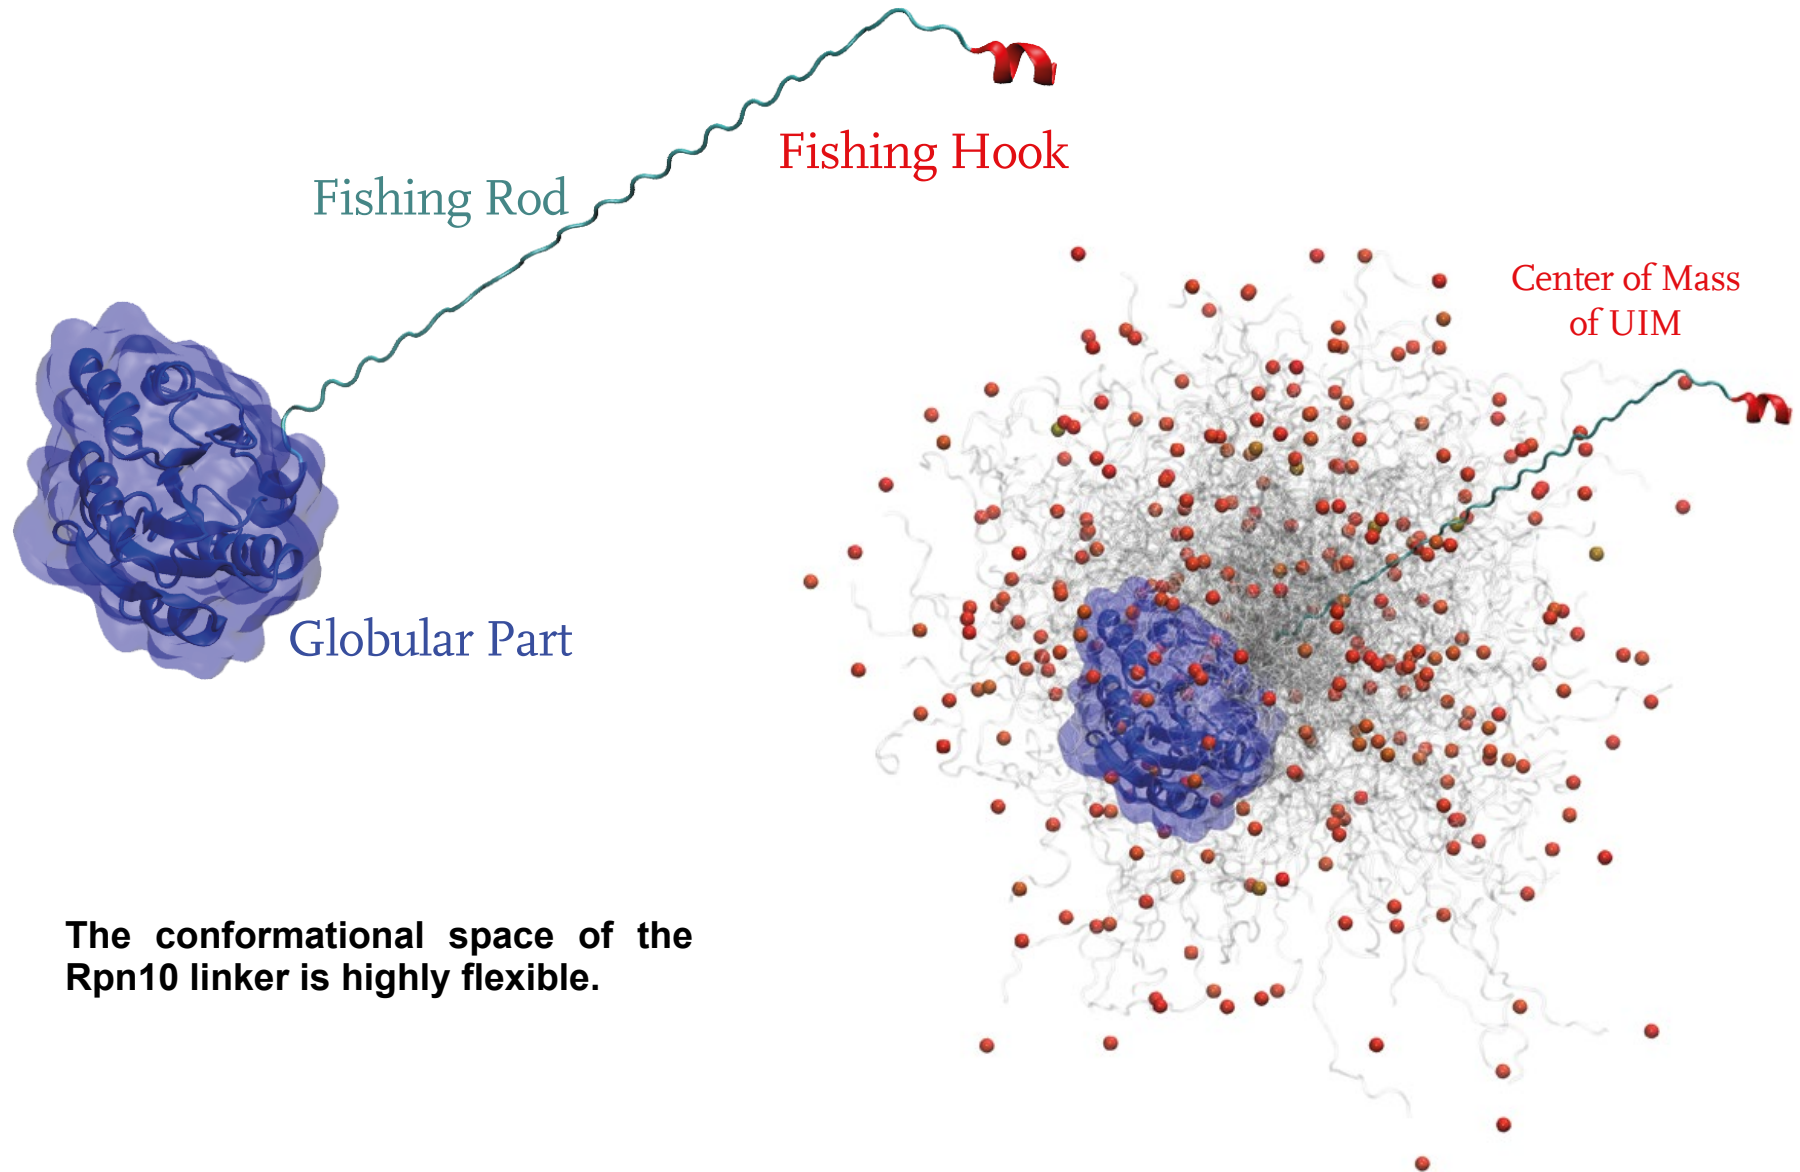 Fishing Hook
Fishing Rod
Globular Part
Center of Mass
of UIM
The conformational space of the
Rpn10 linker is highly flexible.